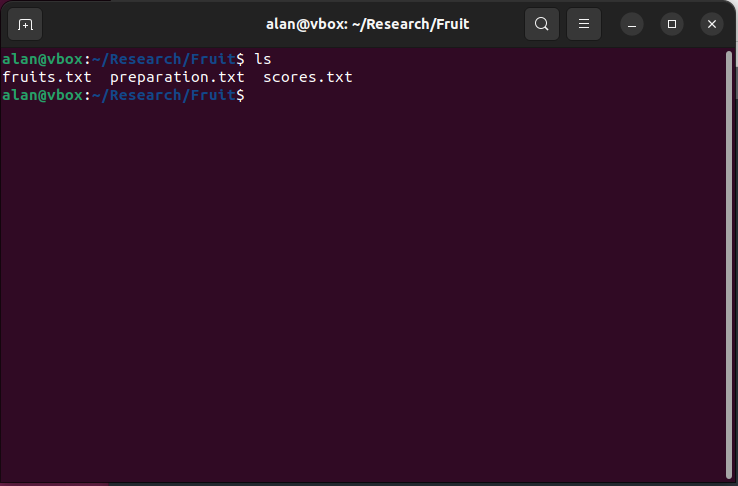 alan@vbox: ~/Research/Fruit
alan@vbox:~/Research/Fruit$ ls
fruits.txt  preparation.txt  scores.txt
alan@vbox:~/Research/Fruit$